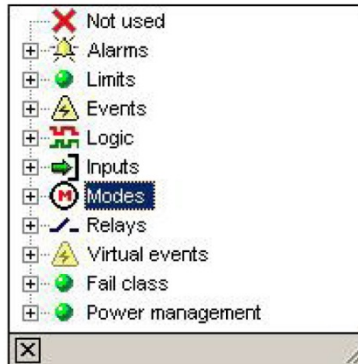 Not used
Alarms
Limits
Events
Logic
Inputs
M Modes
Relays
Virtual events
Fail class
Power management